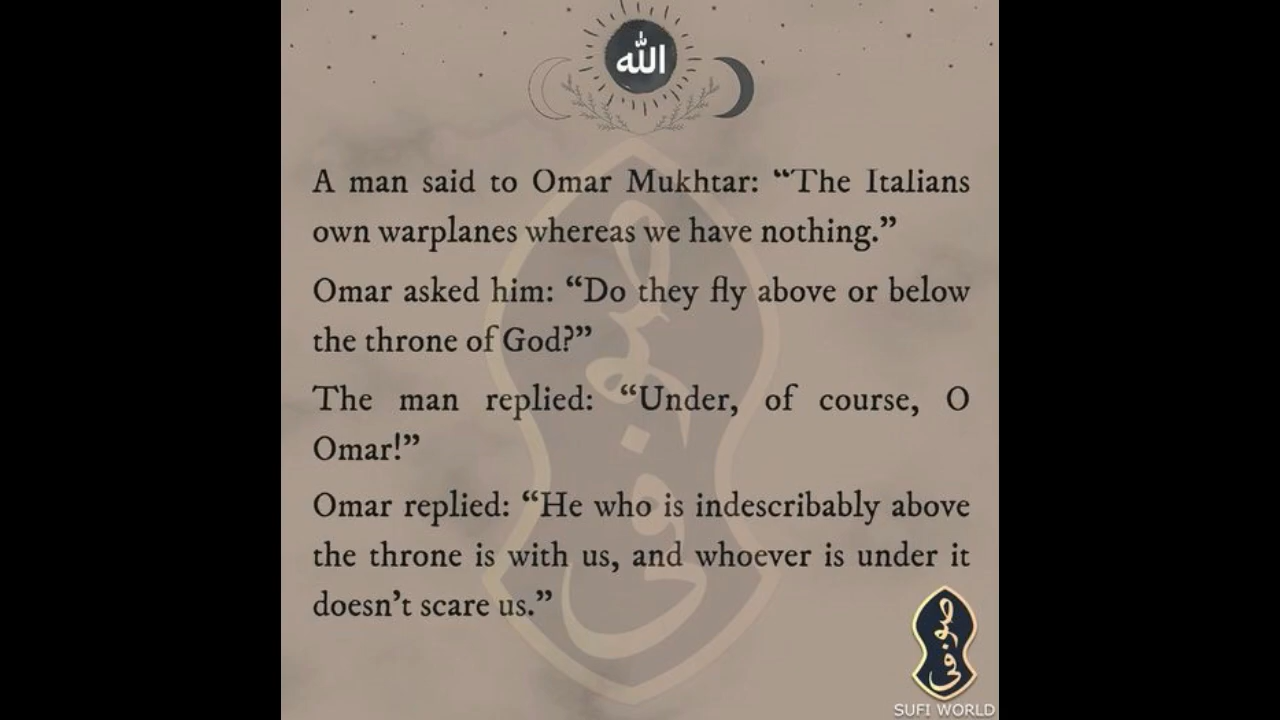 الله
A man said to Omar Mukhtar: “The Italians
own warplanes whereas we have nothing.”
Omar asked him: “Do they fly above or below
the throne of God?”
The man replied: “Under, of course, O
Omar!”
Omar replied: “He who is indescribably above
the throne is with us, and whoever is under it
doesn’t scare us.”
صوفي
صوفي
SUFI WORLD